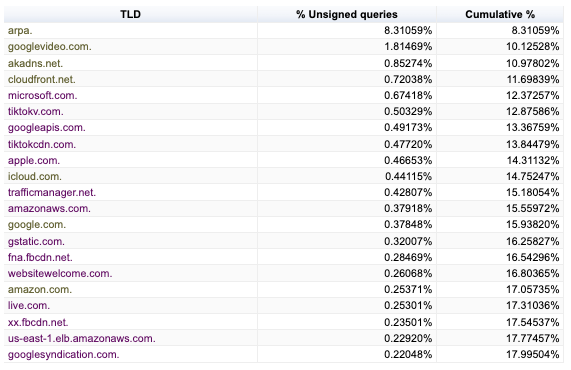 TLD % Unsigned queries Cumulative %
arpa. 8.31059% 8.31059%
googlevideo.com. 1.81469% 10.12528%
akadns.net. 0.85274% 10.97802%
cloudfront.net. 0.72038% 11.69839%
microsoft.com. 0.67418% 12.37257%
tiktokv.com. 0.50329% 12.87586%
googleapis.com. 0.49173% 13.36759%
tiktokcdn.com. 0.47720% 13.84479%
apple.com. 0.46653% 14.31132%
icloud.com. 0.44115% 14.75247%
trafficmanager.net. 0.42807% 15.18054%
amazonaws.com. 0.37918% 15.55972%
google.com. 0.37848% 15.93820%
gstatic.com. 0.32007% 16.25827%
fna.fbcdn.net. 0.28469% 16.54296%
websitewelcome.com. 0.26068% 16.80365%
amazon.com. 0.25371% 17.05735%
live.com. 0.25301% 17.31036%
xx.fbcdn.net. 0.23501% 17.54537%
us-east-1.elb.amazonaws.com. 0.22920% 17.77457%
googlesyndication.com. 0.22048% 17.99504%